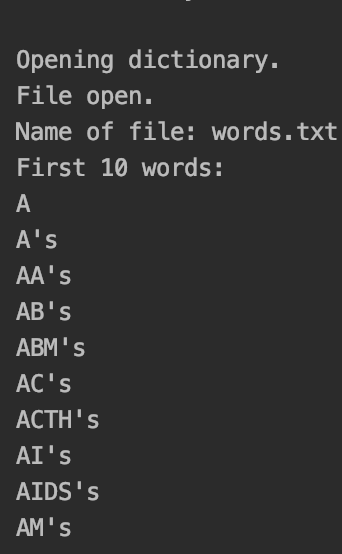 Opening dictionary.
File open.
Name of file: words.txt
First 10 words:
A
A's
AA's
AB's
ABM's
AC's
ACTH's
AI's
AIDS's
AM's